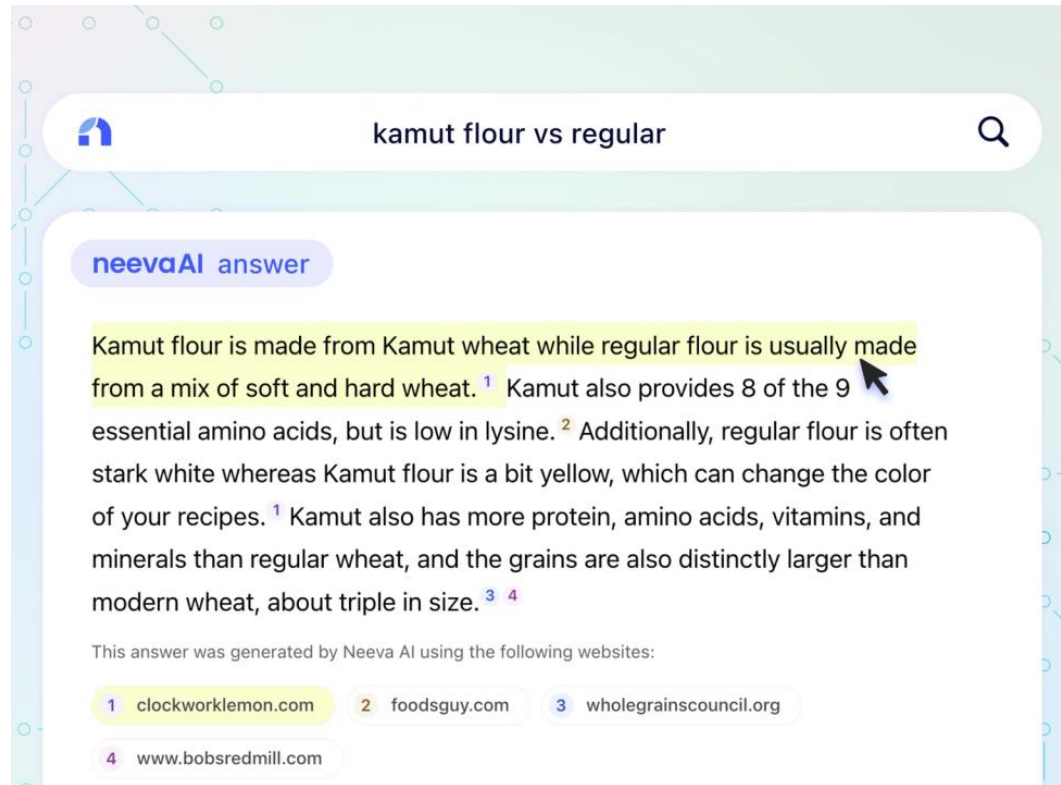 kamut flour vs regular
neevaAI answer
Kamut flour is made from Kamut wheat while regular flour is usually made
from a mix of soft and hard wheat. 1 Kamut also provides 8 of the 9
essential amino acids, but is low in lysine. 2 Additionally, regular flour is often
stark white whereas Kamut flour is a bit yellow, which can change the color
of your recipes. 1 Kamut also has more protein, amino acids, vitamins, and
minerals than regular wheat, and the grains are also distinctly larger than
modern wheat, about triple in size. 3 4
This answer was generated by Neeva AI using the following websites:
1 clockworklemon.com 2 foodsguy.com 3 wholegrainscouncil.org
4 www.bobsredmill.com